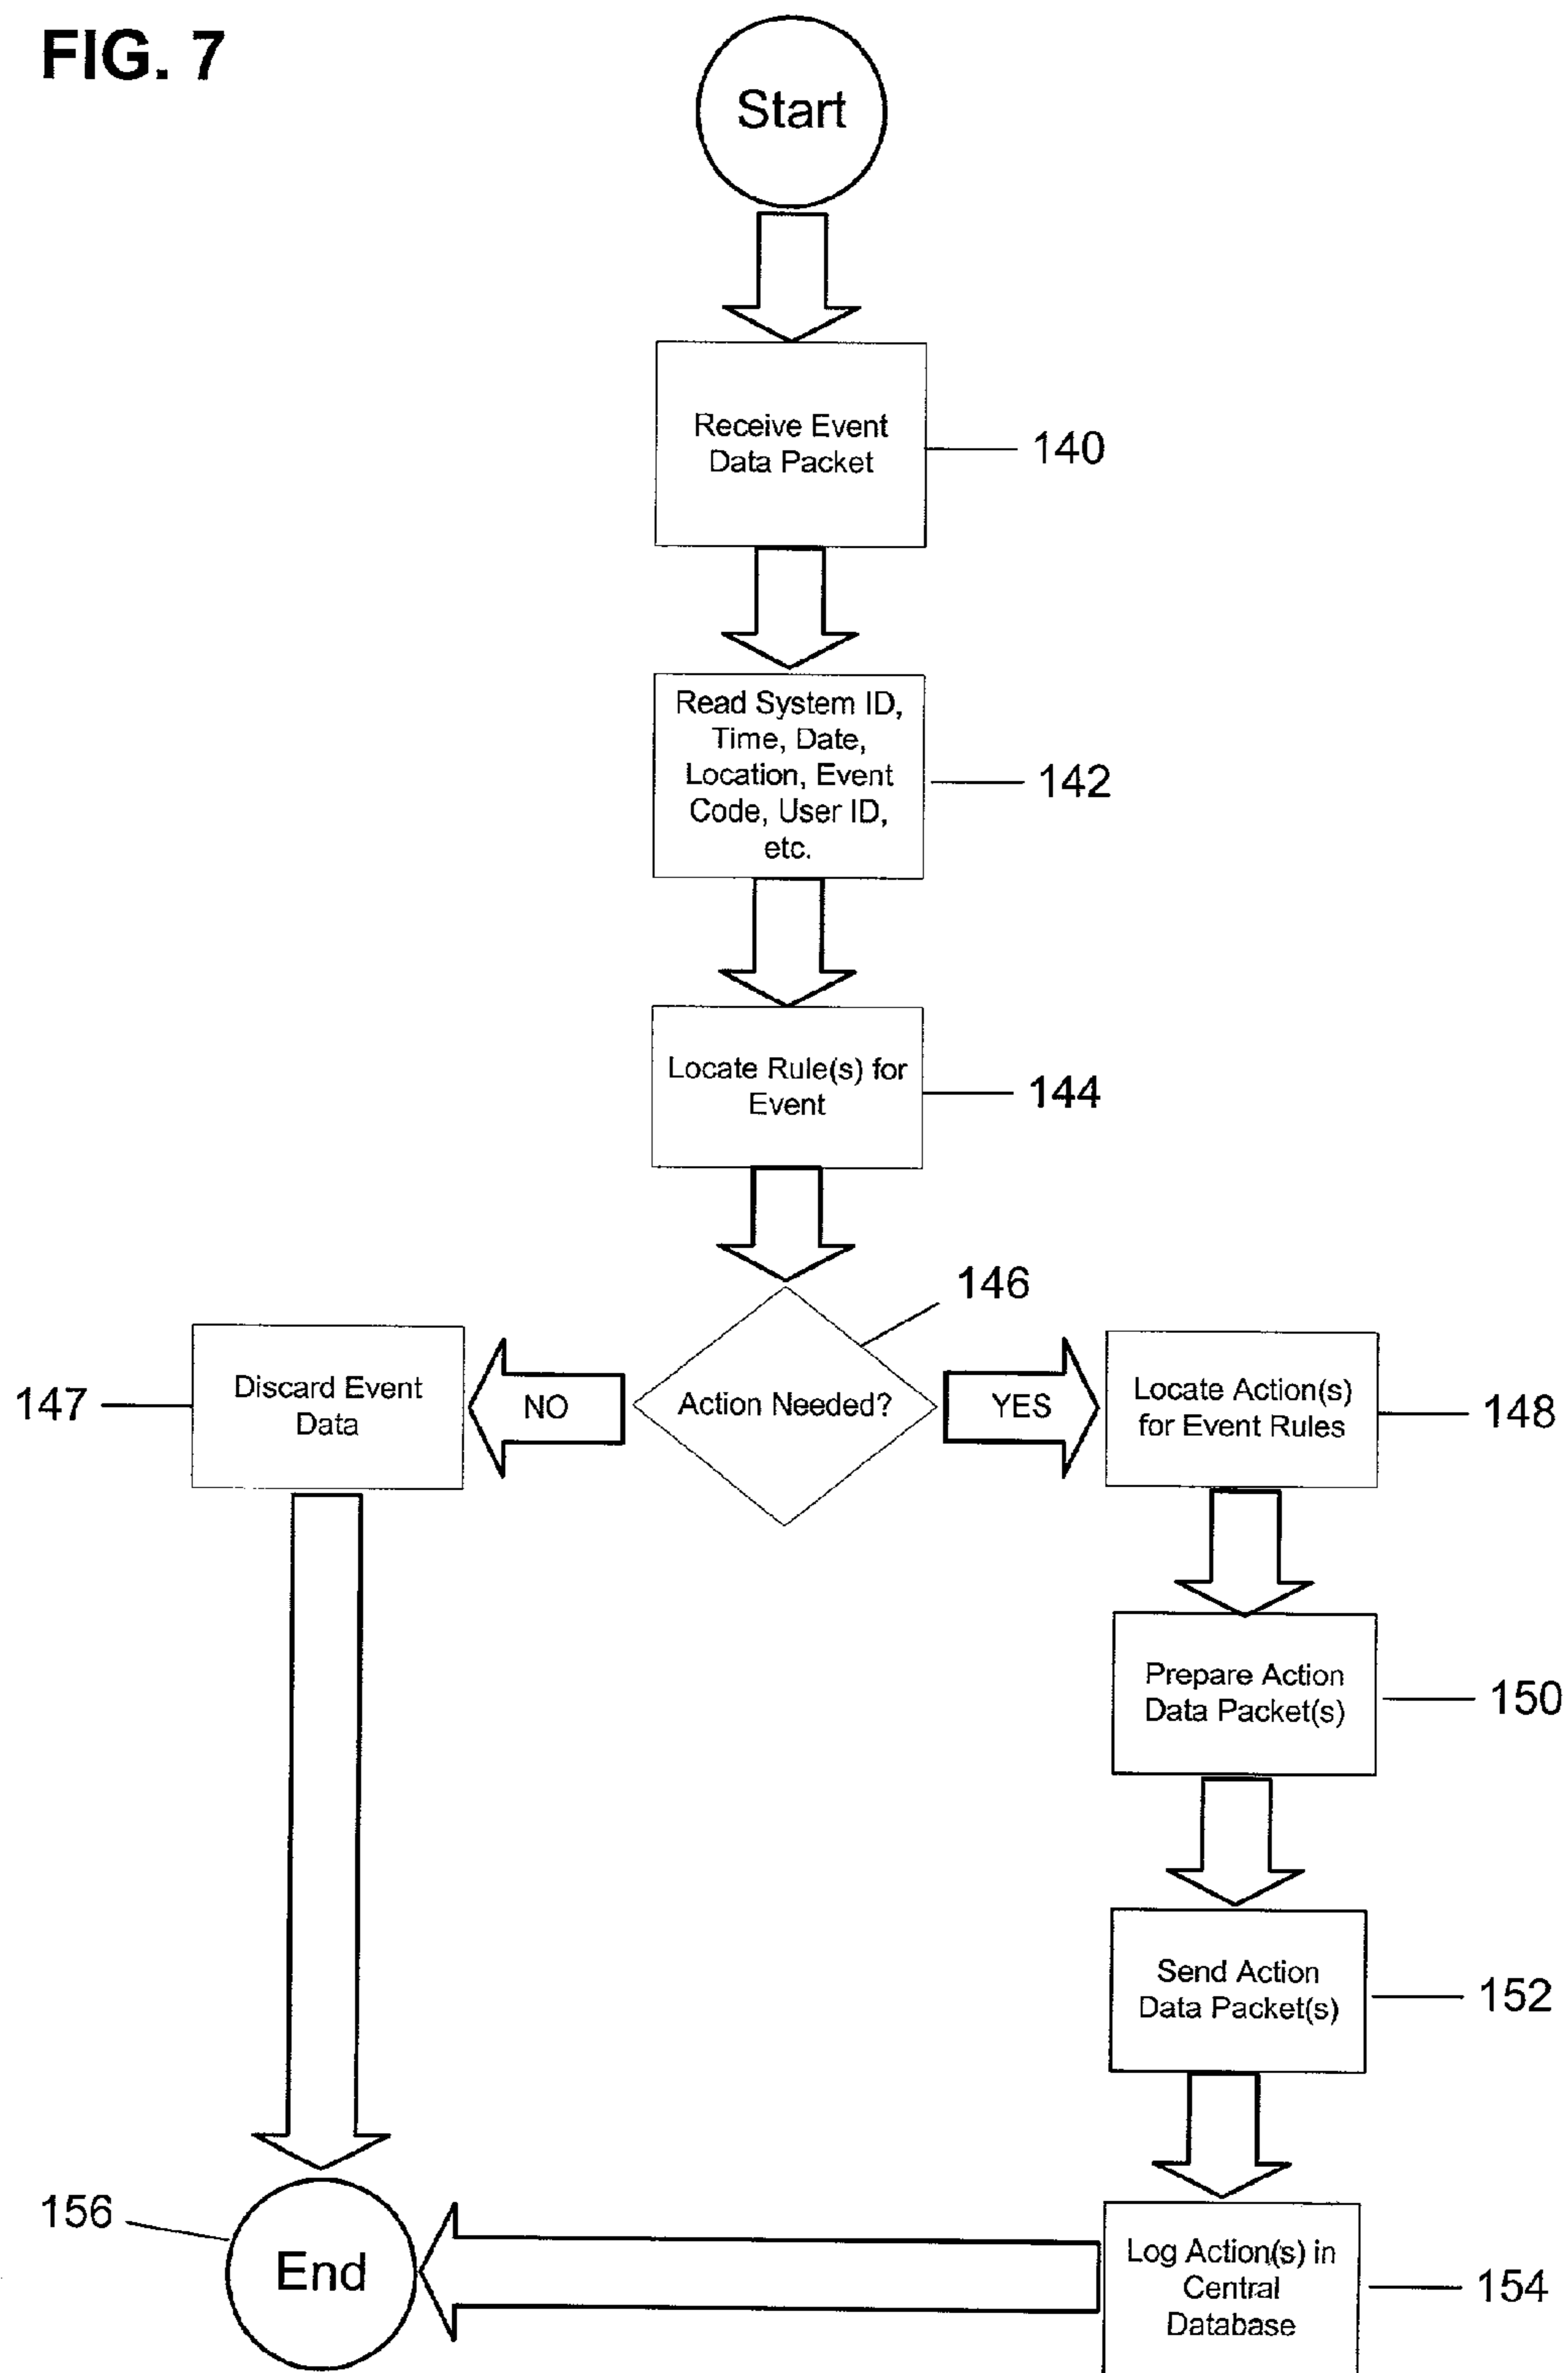 FIG. 7
Start
Receive Event
Data Packet
140
Read System ID,
Time, Date,
Location, Event
Code, User ID,
etc.
142
Locate Rule(s) for
Event
144
146
Action Needed?
NO
YES
Discard Event
Data
147
Locate Action(s)
for Event Rules
148
Prepare Action
Data Packet(s)
150
Send Action
Data Packet(s)
152
Log Action(s) in
Central
Database
154
156
End